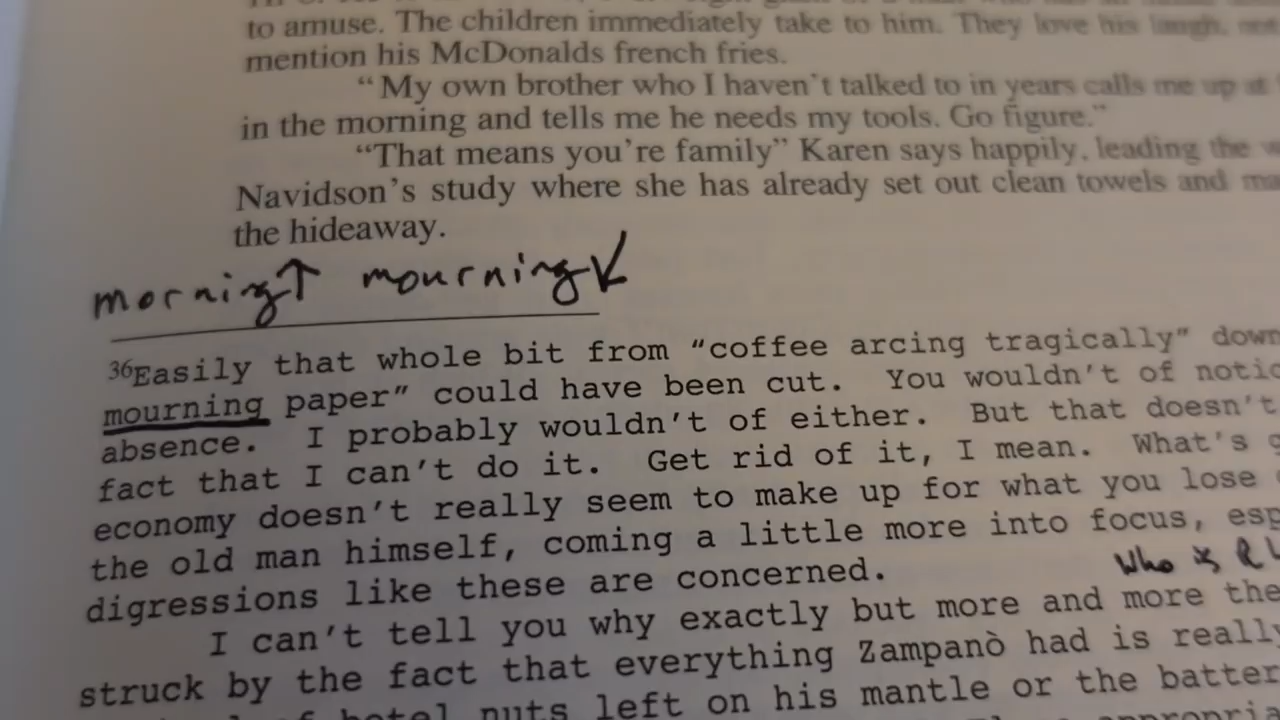 to amuse. The children immediately take to him. They love his laugh, not
mention his McDonalds french fries.
“My own brother who I haven’t talked to in years calls me up at
in the morning and tells me he needs my tools. Go figure.”
“That means you’re family” Karen says happily, leading the
Navidson’s study where she has already set out clean towels and ma
the hideaway.
morning↑ mourning↙
36Easily that whole bit from “coffee arcing tragically” down
mourning paper” could have been cut. You wouldn’t of notic
absence. I probably wouldn’t of either. But that doesn’t
fact that I can’t do it. Get rid of it, I mean. What’s g
economy doesn’t really seem to make up for what you lose
the old man himself, coming a little more into focus, esp
digressions like these are concerned.
Who is
I can’t tell you why exactly but more and more the
struck by the fact that everything Zampanò had is really
hotel nuts left on his mantle or the batter